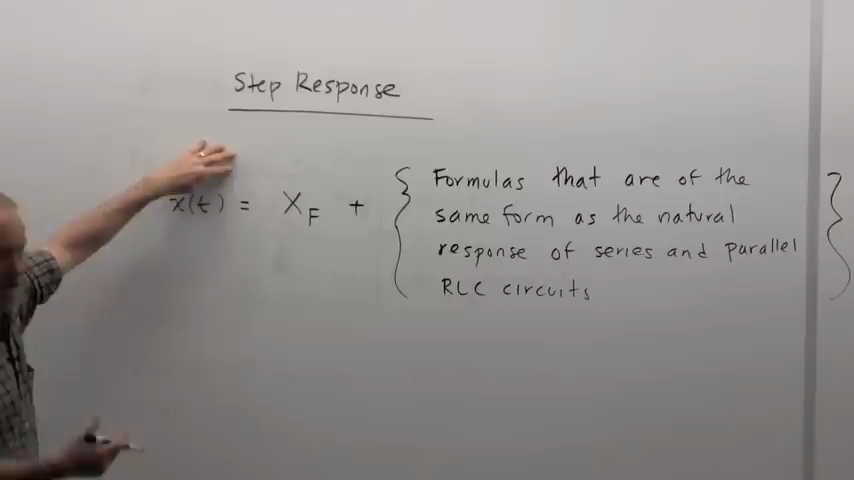 Step Response
x(t) = X_F + { Formulas that are of the
same form as the natural
response of series and parallel
RLC circuits }